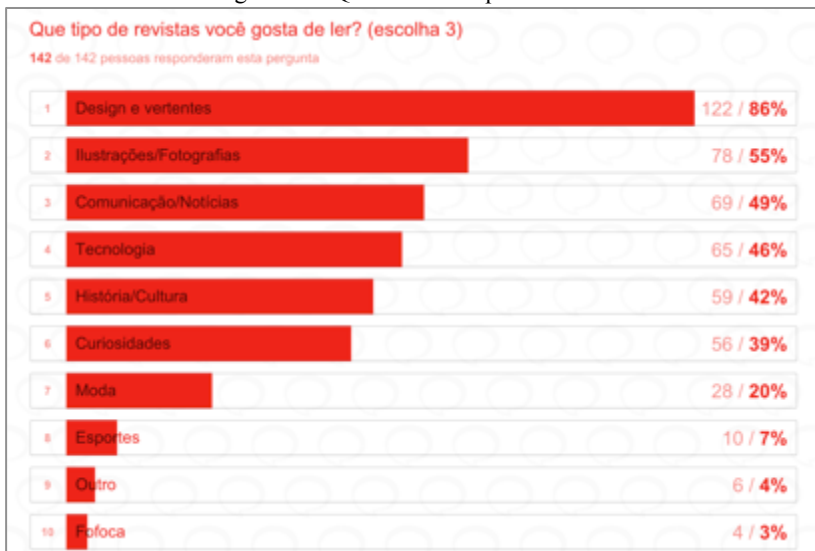 Que tipo de revistas você gosta de ler? (escolha 3)
142 de 142 pessoas responderam esta pergunta
1 Design e vertentes 122 / 86%
2 Ilustrações/Fotografias 78 / 55%
3 Comunicação/Notícias 69 / 49%
4 Tecnologia 65 / 46%
5 História/Cultura 59 / 42%
6 Curiosidades 56 / 39%
7 Moda 28 / 20%
8 Esportes 10 / 7%
9 Outro 6 / 4%
10 Fofoca 4 / 3%